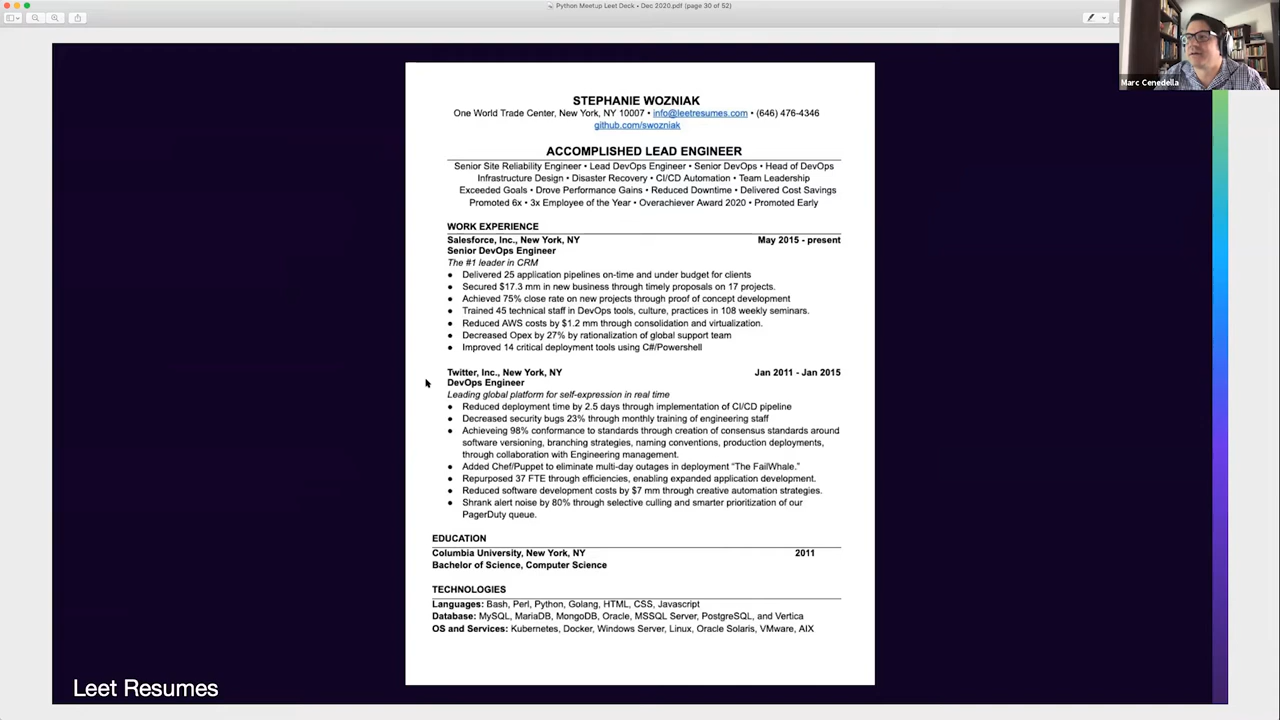 Python Meetup Leet Deck • Dec 2020.pdf (page 30 of 52)
Marc Cenedella
STEPHANIE WOZNIAK
One World Trade Center, New York, NY 10007 • info@leetresumes.com • (646) 476-4346
github.com/swozniak
ACCOMPLISHED LEAD ENGINEER
Senior Site Reliability Engineer • Lead DevOps Engineer • Senior DevOps • Head of DevOps
Infrastructure Design • Disaster Recovery • CI/CD Automation • Team Leadership
Exceeded Goals • Drove Performance Gains • Reduced Downtime • Delivered Cost Savings
Promoted 6x • 3x Employee of the Year • Overachiever Award 2020 • Promoted Early
WORK EXPERIENCE
Salesforce, Inc., New York, NY May 2015 - present
Senior DevOps Engineer
The #1 leader in CRM
● Delivered 25 application pipelines on-time and under budget for clients
● Secured $17.3 mm in new business through timely proposals on 17 projects.
● Achieved 75% close rate on new projects through proof of concept development
● Trained 45 technical staff in DevOps tools, culture, practices in 108 weekly seminars.
● Reduced AWS costs by $1.2 mm through consolidation and virtualization.
● Decreased Opex by 27% by rationalization of global support team
● Improved 14 critical deployment tools using C#/Powershell
Twitter, Inc., New York, NY Jan 2011 - Jan 2015
DevOps Engineer
Leading global platform for self-expression in real time
● Reduced deployment time by 2.5 days through implementation of CI/CD pipeline
● Decreased security bugs 23% through monthly training of engineering staff
● Achieveing 98% conformance to standards through creation of consensus standards around
software versioning, branching strategies, naming conventions, production deployments,
through collaboration with Engineering management.
● Added Chef/Puppet to eliminate multi-day outages in deployment “The FailWhale.”
● Repurposed 37 FTE through efficiencies, enabling expanded application development.
● Reduced software development costs by $7 mm through creative automation strategies.
● Shrank alert noise by 80% through selective culling and smarter prioritization of our
PagerDuty queue.
EDUCATION
Columbia University, New York, NY 2011
Bachelor of Science, Computer Science
TECHNOLOGIES
Languages: Bash, Perl, Python, Golang, HTML, CSS, Javascript
Database: MySQL, MariaDB, MongoDB, Oracle, MSSQL Server, PostgreSQL, and Vertica
OS and Services: Kubernetes, Docker, Windows Server, Linux, Oracle Solaris, VMware, AIX
Leet Resumes